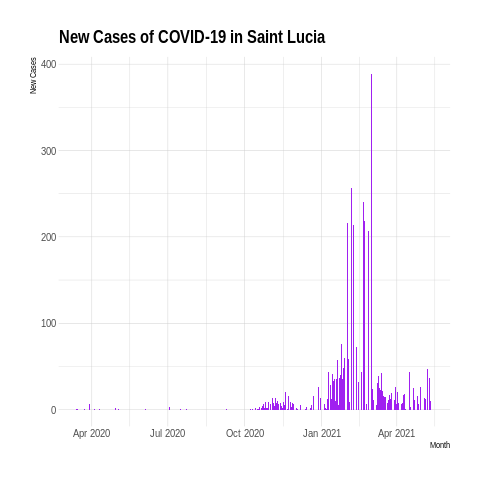 New Cases of COVID-19 in Saint Lucia
New Cases
400
300
200
100
0
Apr 2020 Jul 2020 Oct 2020 Jan 2021 Apr 2021
Month